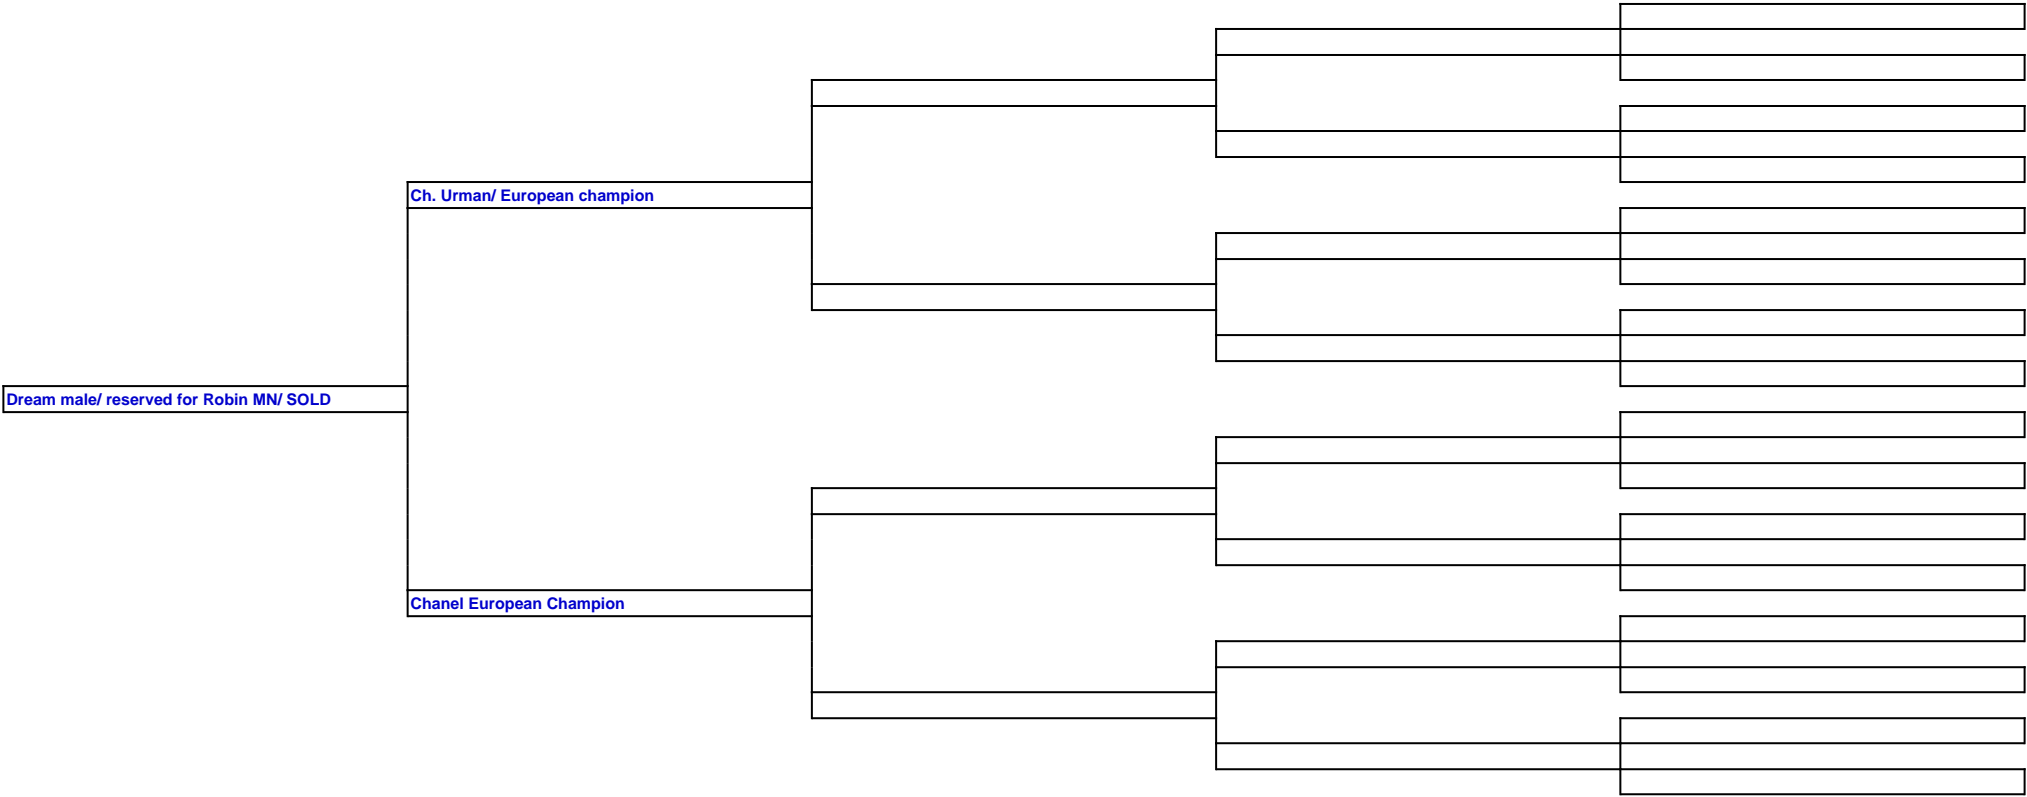 Ch. Urman/ European champion
Dream male/ reserved for Robin MN/ SOLD
Chanel European Champion